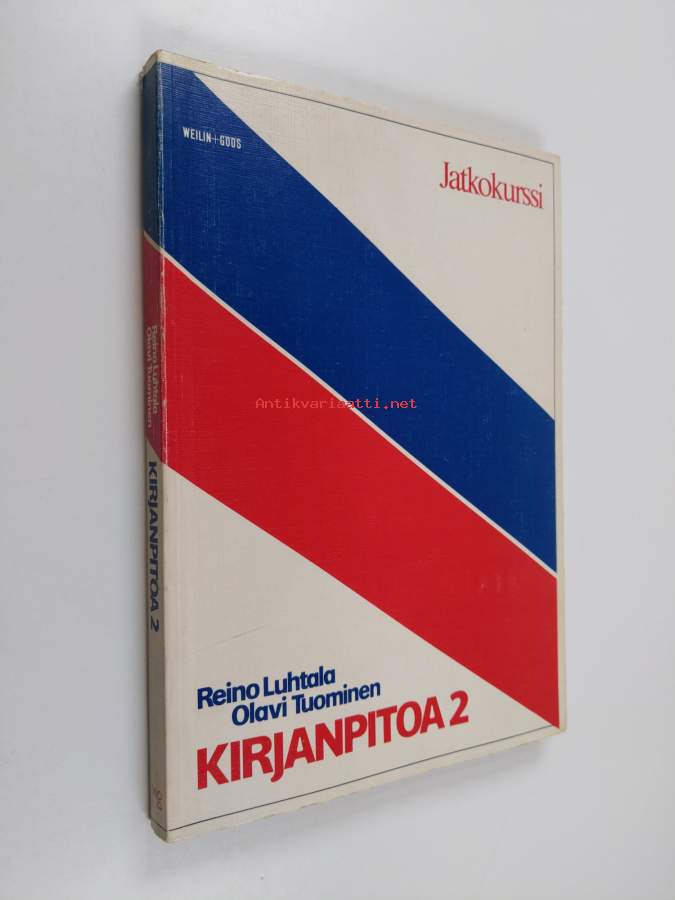 WEILIN+GÖÖS
Jatkokurssi
Antikvariaatti.net
Reino Luhtala
Olavi Tuominen
KIRJANPITOA 2
Reino Luhtala
Olavi Tuominen
KIRJANPITOA 2